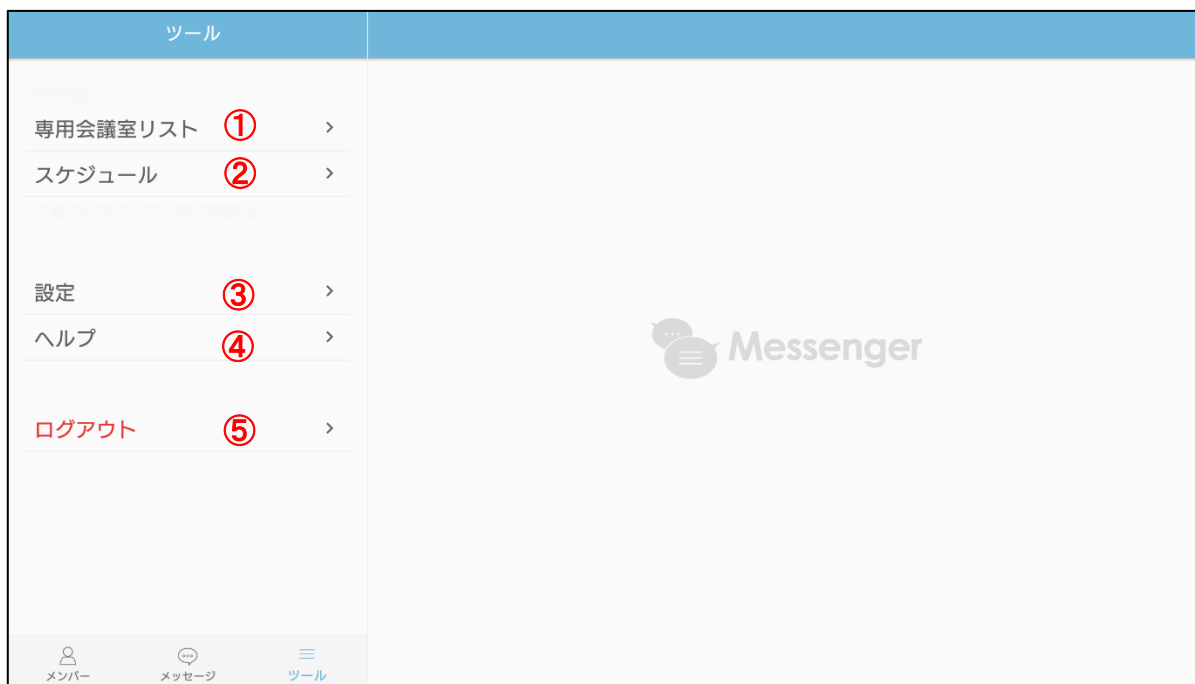 ツール
専用会議室リスト ① >
スケジュール ② >
設定 ③ >
ヘルプ ④ >
Messenger
ログアウト ⑤ >
メンバー メッセージ ツール